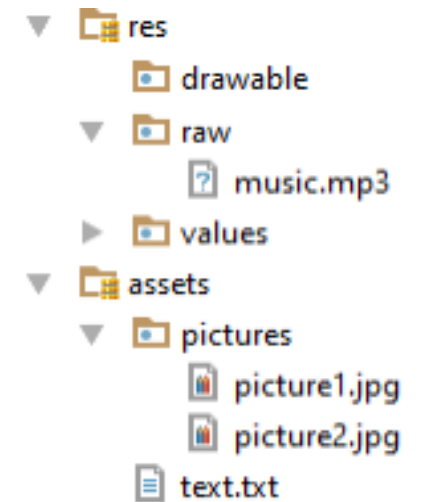 res
drawable
raw
music.mp3
values
assets
pictures
picture1.jpg
picture2.jpg
text.txt